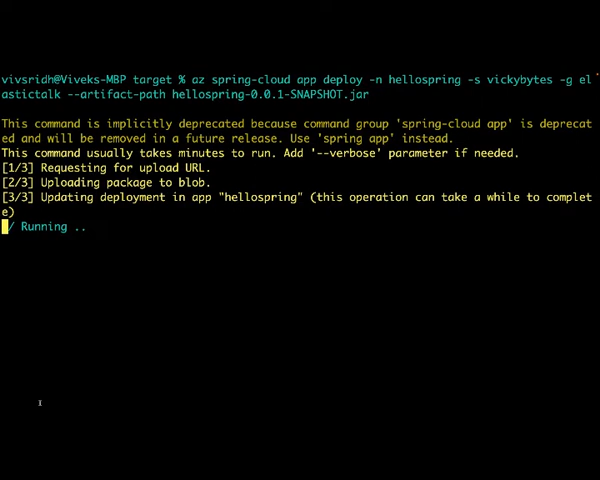 vivsridh@Viveks-MBP target % az spring-cloud app deploy -n hellospring -s vickybytes -g el
astictalk --artifact-path hellospring-0.0.1-SNAPSHOT.jar
This command is implicitly deprecated because command group 'spring-cloud app' is deprecat
ed and will be removed in a future release. Use 'spring app' instead.
This command usually takes minutes to run. Add '--verbose' parameter if needed.
[1/3] Requesting for upload URL.
[2/3] Uploading package to blob.
[3/3] Updating deployment in app "hellospring" (this operation can take a while to complet
e)
/ Running ..